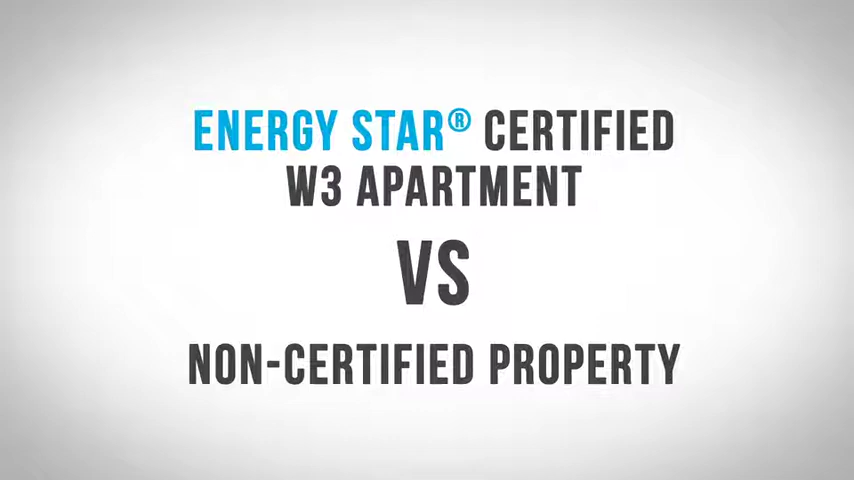 ENERGY STAR® CERTIFIED
W3 APARTMENT
VS
NON-CERTIFIED PROPERTY